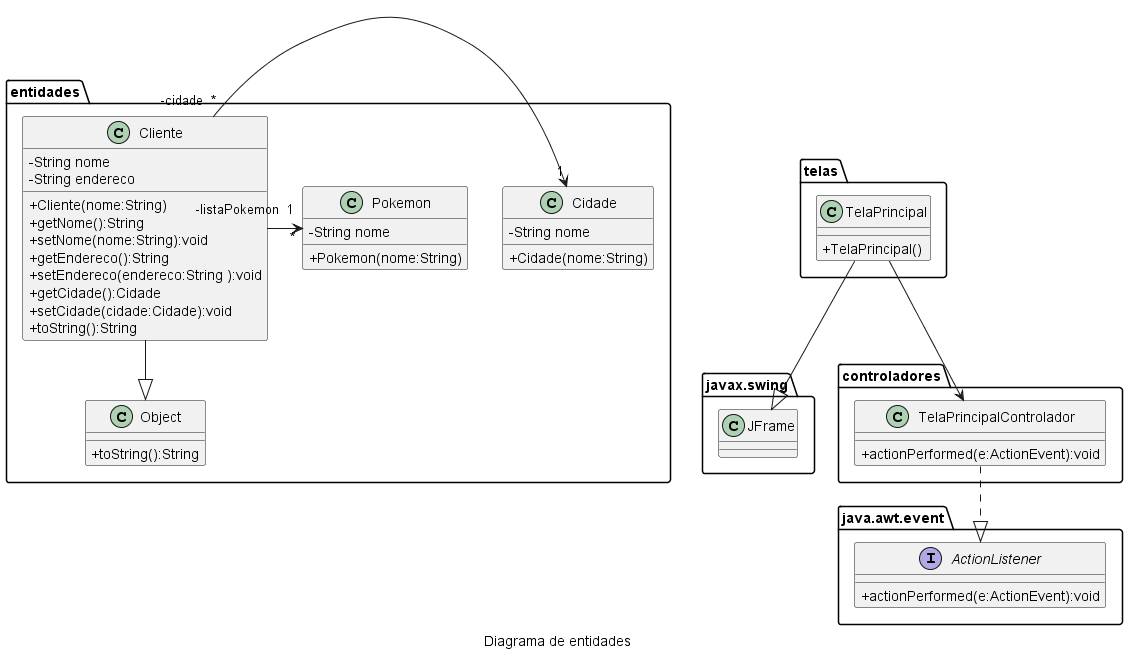 entidades
-cidade *
C Cliente
-String nome
-String endereco
+Cliente(nome:String)
+getNome():String
+setNome(nome:String):void
+getEndereco():String
+setEndereco(endereco:String ):void
+getCidade():Cidade
+setCidade(cidade:Cidade):void
+toString():String
-listaPokemon 1
*
C Pokemon
-String nome
+Pokemon(nome:String)
1
C Cidade
-String nome
+Cidade(nome:String)
C Object
+toString():String
telas
C TelaPrincipal
+TelaPrincipal()
javax.swing
C JFrame
controladores
C TelaPrincipalControlador
+actionPerformed(e:ActionEvent):void
java.awt.event
I ActionListener
+actionPerformed(e:ActionEvent):void
Diagrama de entidades